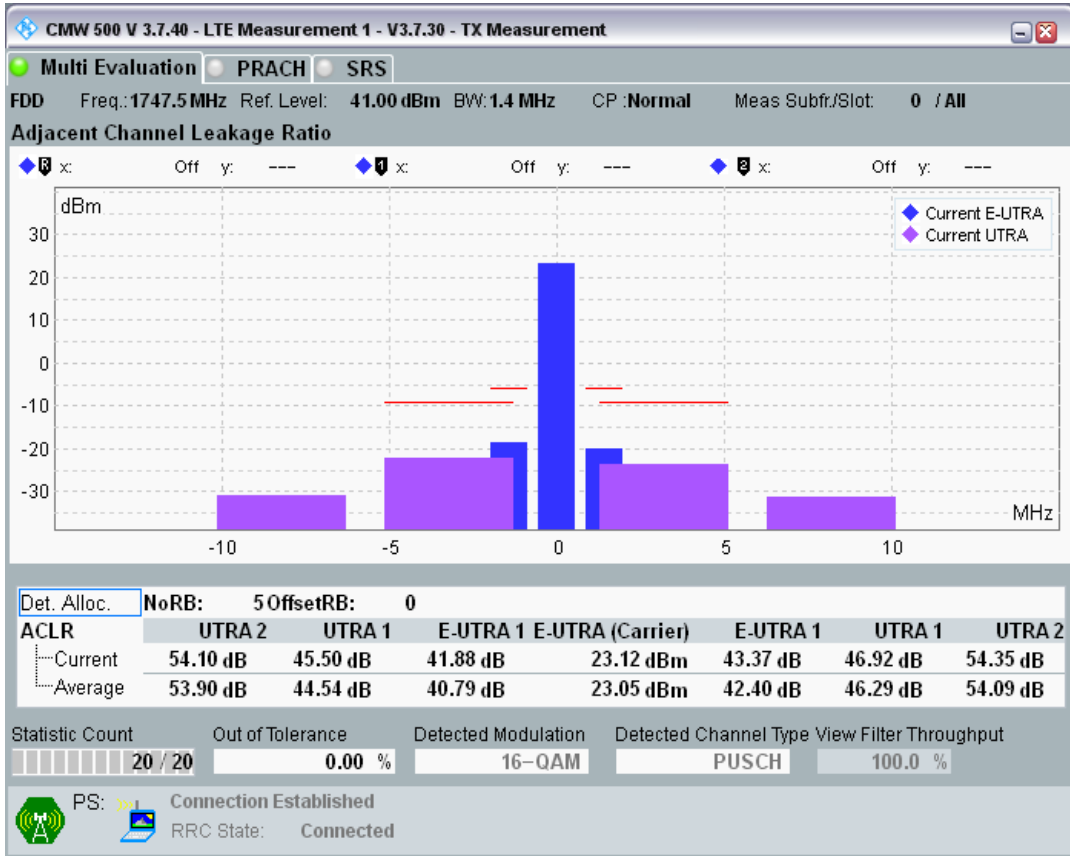 CMW 500 V 3.7.40 - LTE Measurement 1 - V3.7.30 - TX Measurement
Multi Evaluation PRACH SRS
FDD Freq.: 1747.5 MHz Ref. Level: 41.00 dBm BW: 1.4 MHz CP : Normal Meas Subfr./Slot: 0 / All
Adjacent Channel Leakage Ratio
R x: Off y: --- 1 x: Off y: --- 2 x: Off y: ---
dBm
Current E-UTRA
Current UTRA
30
20
10
0
-10
-20
-30
MHz
-10 -5 0 5 10
Det. Alloc. NoRB: 5 OffsetRB: 0
ACLR UTRA 2 UTRA 1 E-UTRA 1 E-UTRA (Carrier) E-UTRA 1 UTRA 1 UTRA 2
Current 54.10 dB 45.50 dB 41.88 dB 23.12 dBm 43.37 dB 46.92 dB 54.35 dB
Average 53.90 dB 44.54 dB 40.79 dB 23.05 dBm 42.40 dB 46.29 dB 54.09 dB
Statistic Count Out of Tolerance Detected Modulation Detected Channel Type View Filter Throughput
20 / 20 0.00 % 16-QAM PUSCH 100.0 %
PS: Connection Established
RRC State: Connected